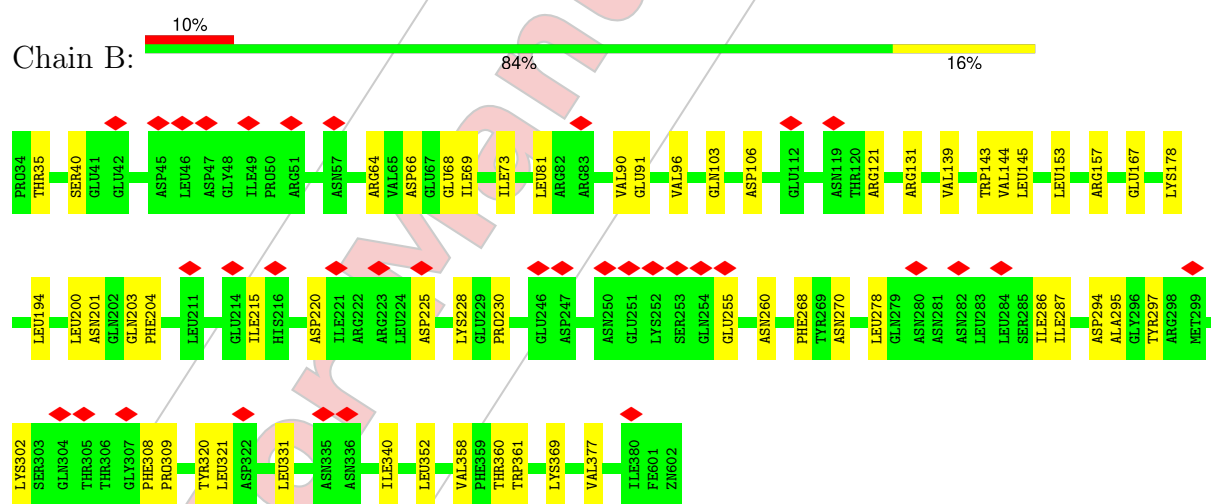 10%
Chain B:
84%
16%
PRO34 THR35 SER40 GLU41 GLU42 ASP45 LEU46 ASP47 GLY48 ILE49 PRO50 ARG51 ASN57 ARG64 VAL65 ASP66 GLU67 GLU68 ILE69 ILE73 LEU81 ARG82 ARG83 VAL90 GLU91 VAL96 GLN103 ASP106 GLU112 ASN119 THR120 ARG121 ARG131 VAL139 TRP143 VAL144 LEU145 LEU153 ARG157 GLU167 LYS178
LEU194 LEU200 ASN201 GLN202 GLN203 PHE204 LEU211 GLU214 ILE215 HIS216 ASP220 ILE221 ARG222 ARG223 LEU224 ASP225 LYS228 GLU229 PRO230 GLU246 ASP247 ASN250 GLU251 LYS252 SER253 GLN254 GLU255 ASN260 PHE268 TYR269 ASN270 LEU278 GLN279 ASN280 ASN281 ASN282 LEU283 LEU284 SER285 ILE286 ILE287 ASP294 ALA295 GLY296 TYR297 ARG298 MET299
LYS302 SER303 GLN304 THR305 THR306 GLY307 PHE308 PRO309 TYR320 LEU321 ASP322 LEU331 ASN335 ASN336 ILE340 LEU352 VAL358 PHE359 THR360 TRP361 LYS369 VAL377 ILE380 FE601 ZN602